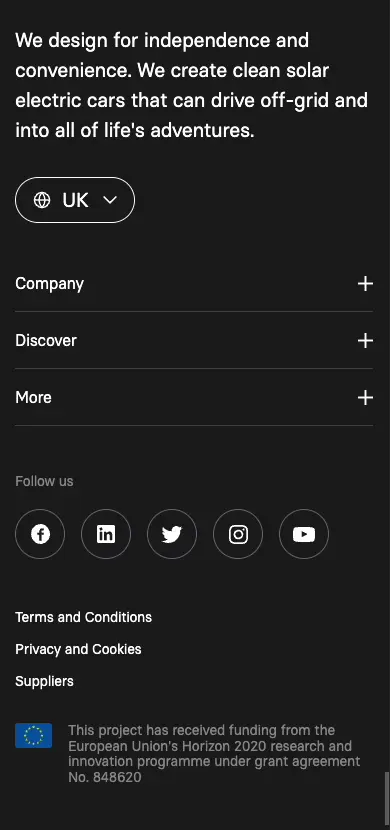 We design for independence and
convenience. We create clean solar
electric cars that can drive off-grid and
into all of life's adventures.
UK
Company
Discover
More
Follow us
Terms and Conditions
Privacy and Cookies
Suppliers
This project has received funding from the
European Union's Horizon 2020 research and
innovation programme under grant agreement
No. 848620